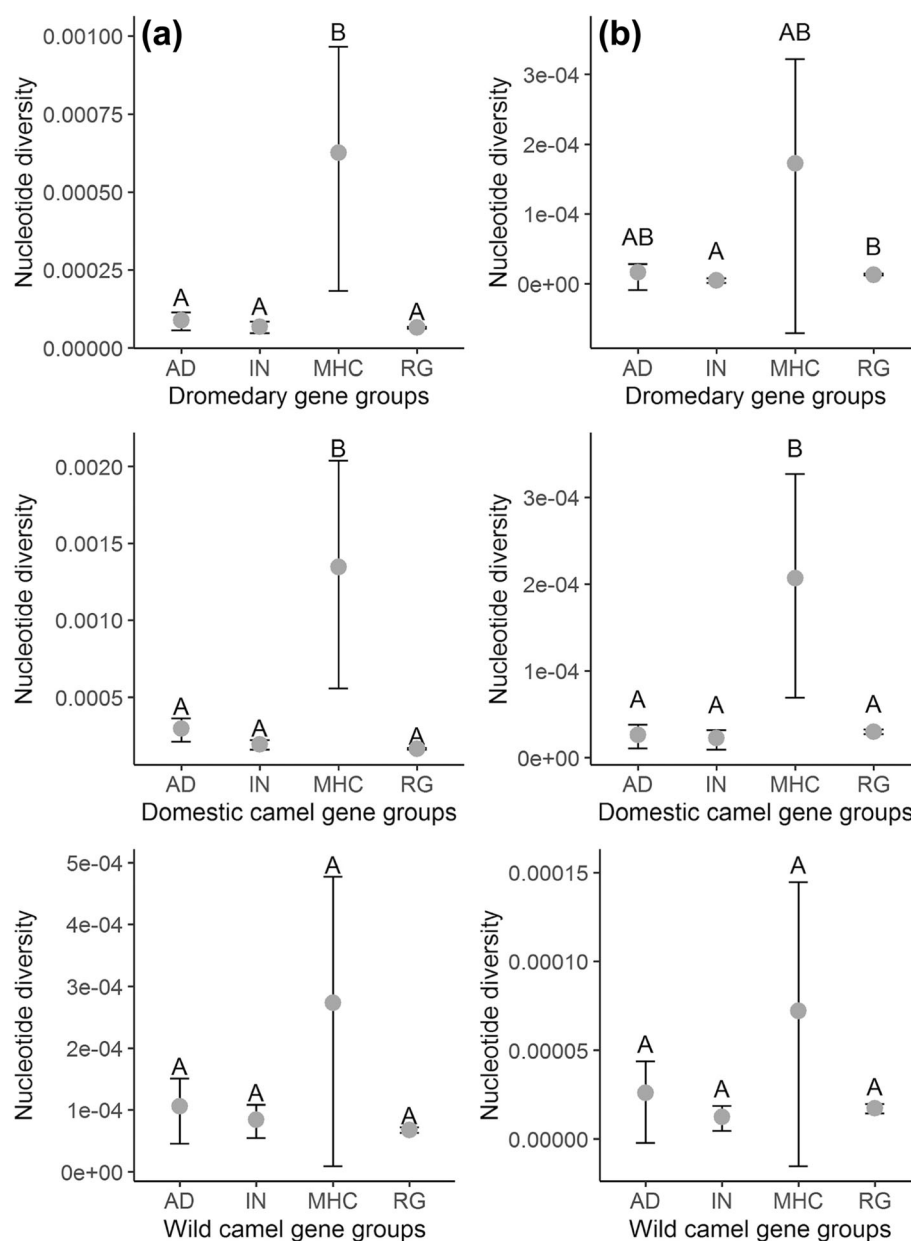 (a)
Nucleotide diversity
0.00100
0.00075
0.00050
0.00025
0.00000
A
A
B
A
AD IN MHC RG
Dromedary gene groups
(b)
Nucleotide diversity
3e-04
2e-04
1e-04
0e+00
AB
A
AB
B
AD IN MHC RG
Dromedary gene groups
Nucleotide diversity
0.0020
0.0015
0.0010
0.0005
A
A
B
A
AD IN MHC RG
Domestic camel gene groups
Nucleotide diversity
3e-04
2e-04
1e-04
0e+00
A
A
B
A
AD IN MHC RG
Domestic camel gene groups
Nucleotide diversity
5e-04
4e-04
3e-04
2e-04
1e-04
0e+00
A
A
A
A
AD IN MHC RG
Wild camel gene groups
Nucleotide diversity
0.00015
0.00010
0.00005
0.00000
A
A
A
A
AD IN MHC RG
Wild camel gene groups